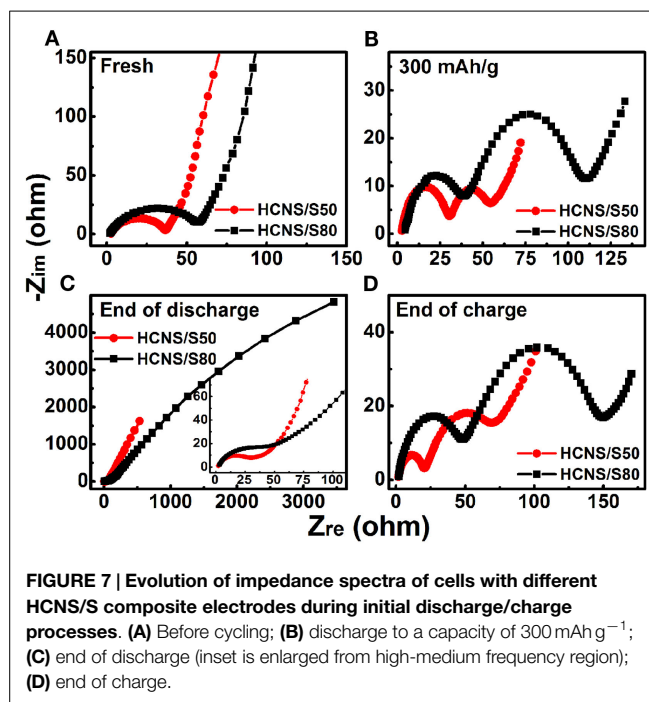 A
Fresh
150
100
50
0
0 50 100 150
HCNS/S50
HCNS/S80
B
300 mAh/g
30
20
10
0
0 25 50 75 100 125
HCNS/S50
HCNS/S80
-Zim (ohm)
C
End of discharge
HCNS/S50
HCNS/S80
4000
3000
2000
1000
0
0 1000 2000 3000
60
40
20
0
0 25 50 75 100
D
End of charge
40
20
0
0 50 100 150
HCNS/S50
HCNS/S80
Zre (ohm)
FIGURE 7 | Evolution of impedance spectra of cells with different
HCNS/S composite electrodes during initial discharge/charge
processes. (A) Before cycling; (B) discharge to a capacity of 300 mAh g−1;
(C) end of discharge (inset is enlarged from high-medium frequency region);
(D) end of charge.